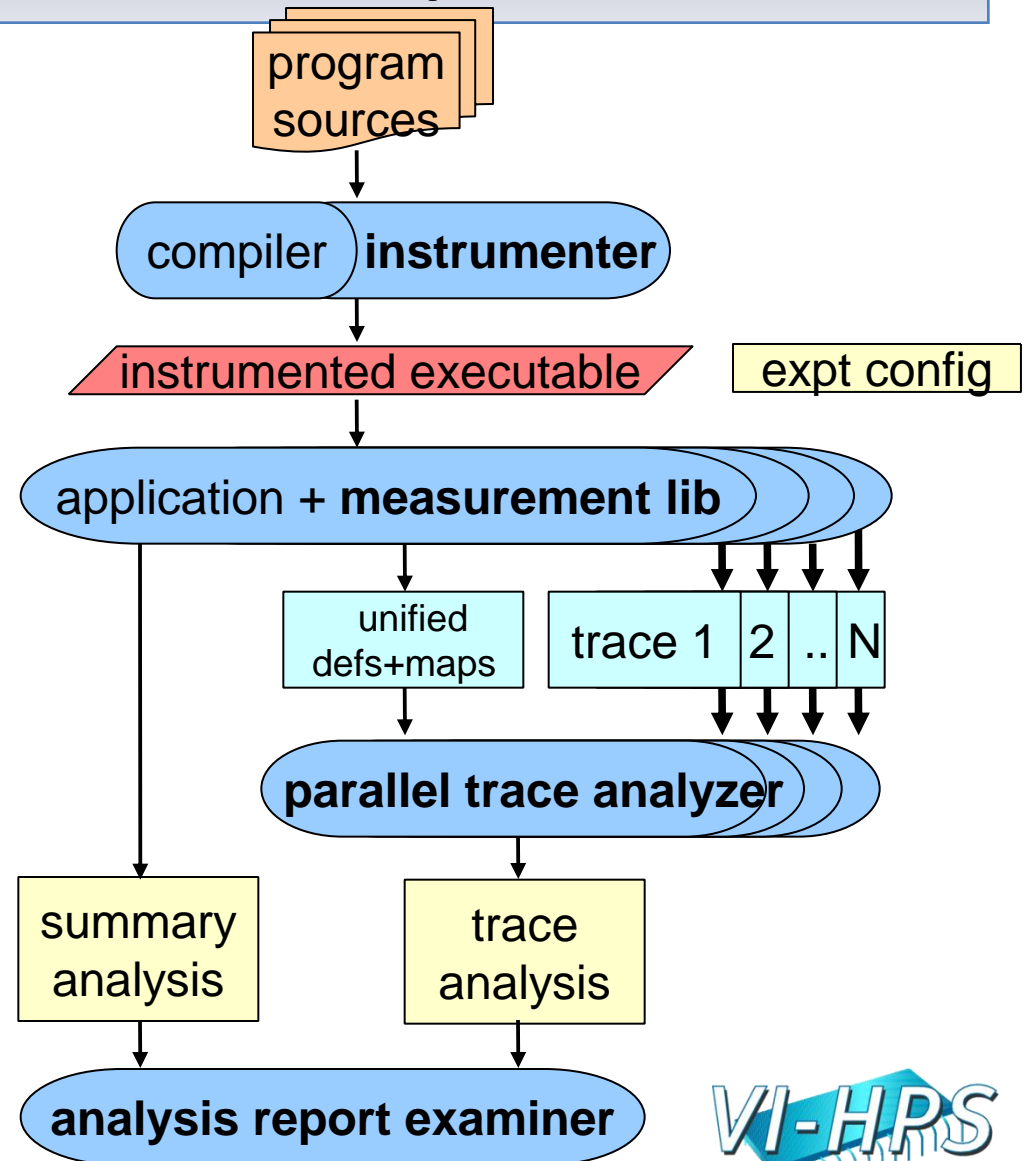 program
sources
compiler instrumenter
instrumented executable
expt config
application + measurement lib
unified
defs+maps
trace 1 2 .. N
parallel trace analyzer
summary
analysis
trace
analysis
analysis report examiner
VI-HPS